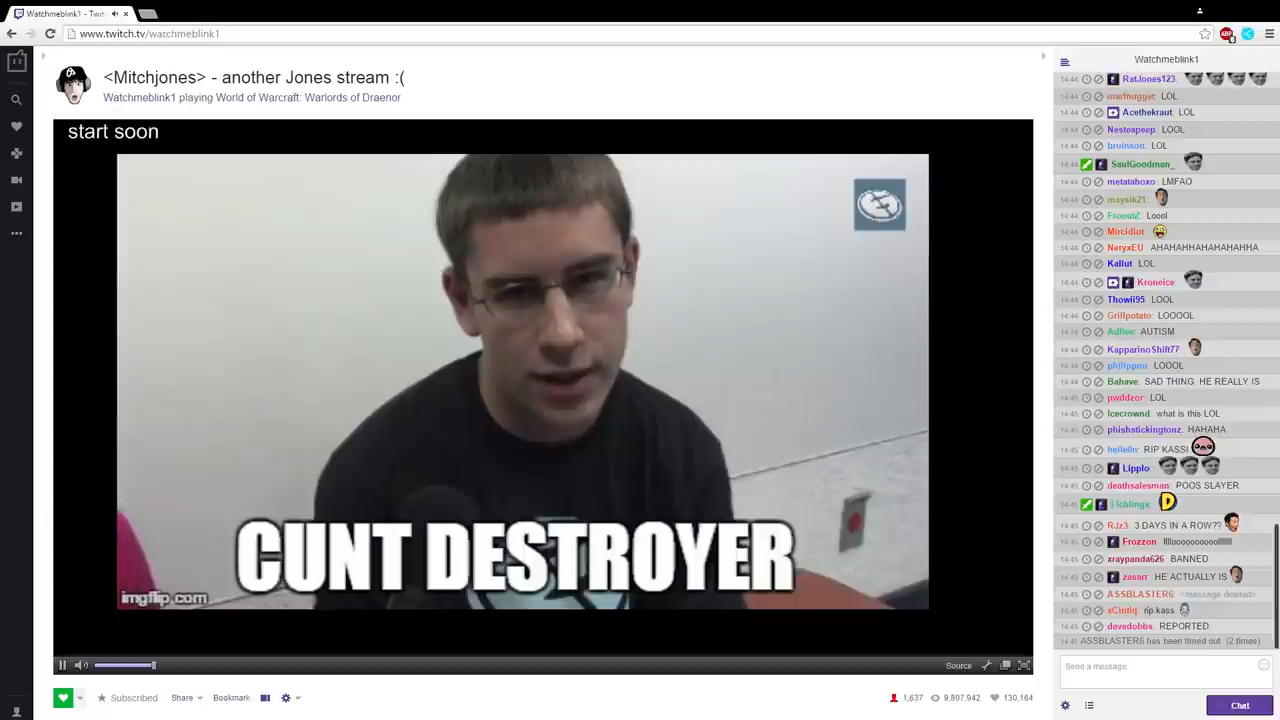 Watchmeblink1 - Twi
www.twitch.tv/watchmeblink1
<Mitchjones> - another Jones stream :(
Watchmeblink1 playing World of Warcraft: Warlords of Draenor
start soon
CUNT DESTROYER
imgflip.com
Source
Subscribed
Share
Bookmark
1,637
9,807,942
130,164
Watchmeblink1
14:44 RatJones123:
14:44 marfnugget: LOL
14:44 Acethekraut: LOL
14:44 Nesteapeep: LOOL
14:44 bruinson: LOL
14:44 SaulGoodman_:
14:44 metatahoxo: LMFAO
14:44 maysik21:
14:44 FrooutZ: Loool
14:44 Mircidiot:
14:44 NeryxEU: AHAHAHHAHAHAHAHHA
14:44 Kallut: LOL
14:44 Kroneice:
14:44 Thowii95: LOOL
14:44 Grillpotato: LOOOOL
14:44 AUTISM
14:44 KapparinoShift77:
14:44 LOOOL
14:44 Bahave: SAD THING: HE REALLY IS
14:45 pwddzor: LOL
14:45 Icecrownd: what is this LOL
14:45 phishstickingtonz: HAHAHA
14:45 helle0n: RIP KASSI
14:45 Lipplo:
14:45 deathsalesman: POOS SLAYER
14:45
14:45 RJz3: 3 DAYS IN A ROW??
14:45 Frozzon:
14:45 xraypanda626: BANNED
14:45 zasarr: HE ACTUALLY IS
14:45 ASSBLASTER6: <message deleted>
14:45 xCintiq: rip kass
14:45 davedobbs: REPORTED
14:45 ASSBLASTER6 has been timed out. (2 times)
Send a message
Chat